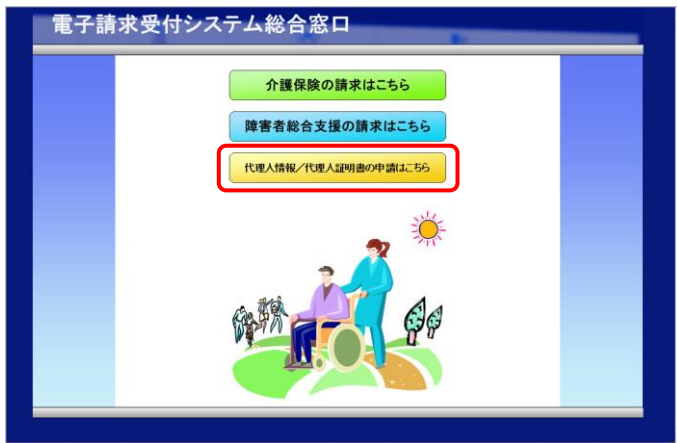 電子請求受付システム総合窓口
介護保険の請求はこちら
障害者総合支援の請求はこちら
代理人情報／代理人証明書の申請はこちら